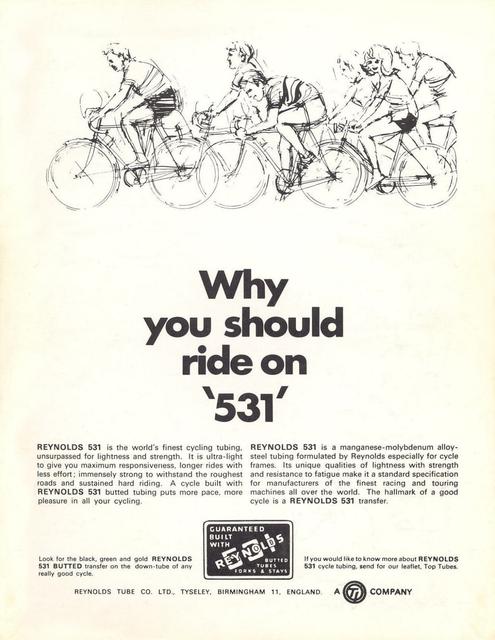 Why
you should
ride on
‘531’
REYNOLDS 531 is the world's finest cycling tubing,
unsurpassed for lightness and strength. It is ultra-light
to give you maximum responsiveness, longer rides with
less effort; immensely strong to withstand the roughest
roads and sustained hard riding. A cycle built with
REYNOLDS 531 butted tubing puts more pace, more
pleasure in all your cycling.
REYNOLDS 531 is a manganese-molybdenum alloy-
steel tubing formulated by Reynolds especially for cycle
frames. Its unique qualities of lightness with strength
and resistance to fatigue make it a standard specification
for manufacturers of the finest racing and touring
machines all over the world. The hallmark of a good
cycle is a REYNOLDS 531 transfer.
Look for the black, green and gold REYNOLDS
531 BUTTED transfer on the down-tube of any
really good cycle.
GUARANTEED
BUILT
WITH
REYNOLDS
531
BUTTED
TUBES
FORKS & STAYS
If you would like to know more about REYNOLDS
531 cycle tubing, send for our leaflet, Top Tubes.
REYNOLDS TUBE CO. LTD., TYSELEY, BIRMINGHAM 11, ENGLAND. A TI COMPANY